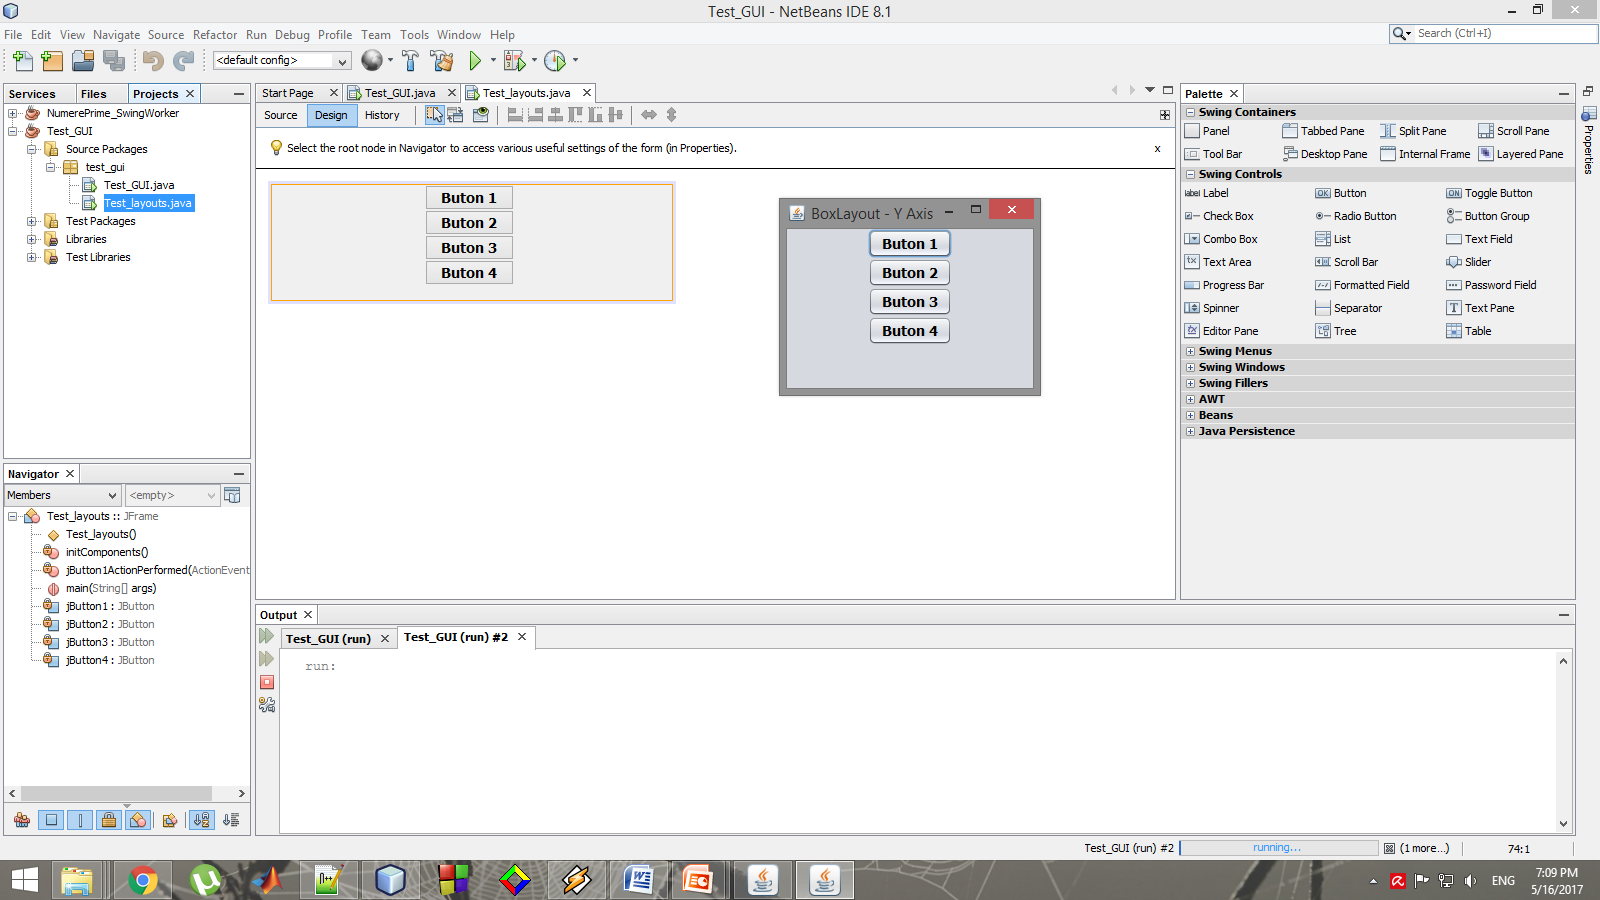 Test_GUI - NetBeans IDE 8.1
File Edit View Navigate Source Refactor Run Debug Profile Team Tools Window Help
Search (Ctrl+I)
<default config>
Services Files Projects
NumerePrime_SwingWorker
Test_GUI
Source Packages
test_gui
Test_GUI.java
Test_layouts.java
Test Packages
Libraries
Test Libraries
Navigator
Members <empty>
Test_layouts :: JFrame
Test_layouts()
initComponents()
jButton1ActionPerformed(ActionEvent
main(String[] args)
jButton1 : JButton
jButton2 : JButton
jButton3 : JButton
jButton4 : JButton
Start Page Test_GUI.java Test_layouts.java
Source Design History
Select the root node in Navigator to access various useful settings of the form (in Properties).
x
Buton 1
Buton 2
Buton 3
Buton 4
BoxLayout - Y Axis
Buton 1
Buton 2
Buton 3
Buton 4
Output
Test_GUI (run) Test_GUI (run) #2
run:
Palette
Swing Containers
Panel Tabbed Pane Split Pane Scroll Pane
Tool Bar Desktop Pane Internal Frame Layered Pane
Swing Controls
label Label OK Button ON Toggle Button
Check Box Radio Button Button Group
Combo Box List Text Field
Text Area Scroll Bar Slider
Progress Bar Formatted Field Password Field
Spinner Separator Text Pane
Editor Pane Tree Table
Swing Menus
Swing Windows
Swing Fillers
AWT
Beans
Java Persistence
Properties
Test_GUI (run) #2 running... (1 more...) 74:1
ENG
7:09 PM
5/16/2017